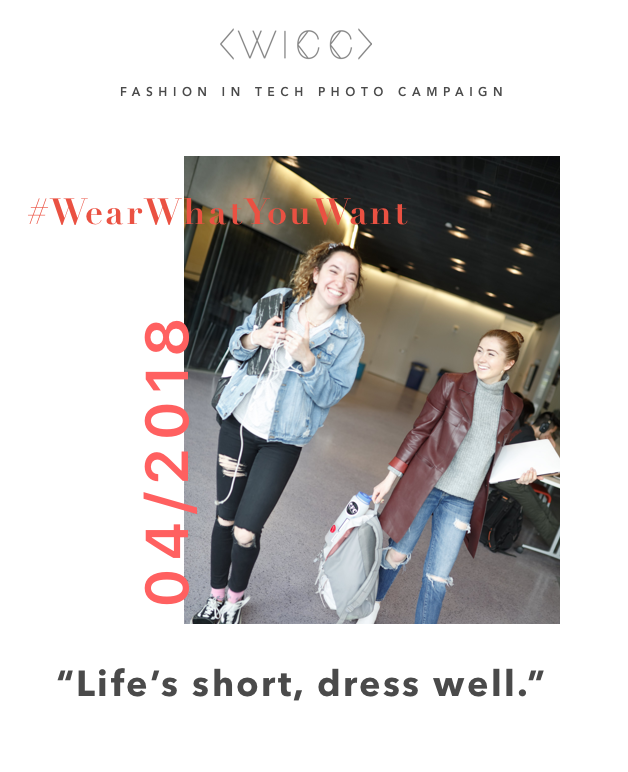 <WICC>
FASHION IN TECH PHOTO CAMPAIGN
#WearWhatYouWant
04/2018
“Life’s short, dress well.”